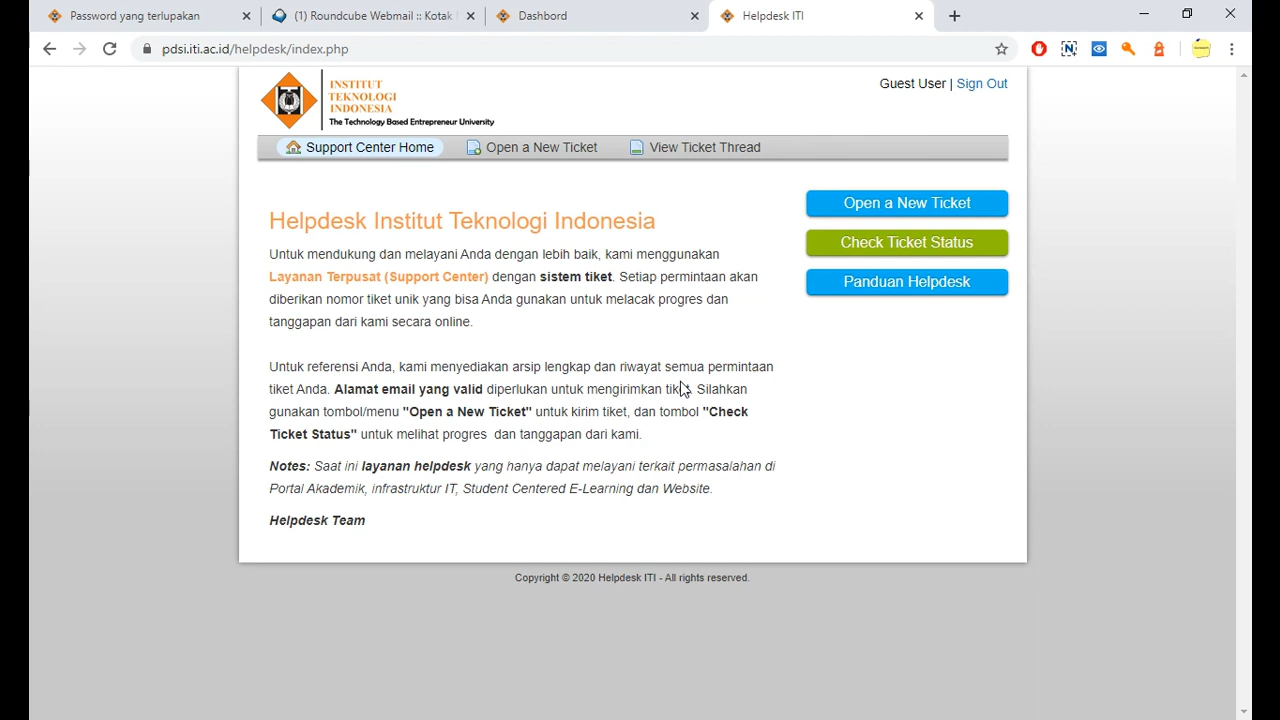 Password yang terlupakan
(1) Roundcube Webmail :: Kotak
Dashbord
Helpdesk ITI
pdsi.iti.ac.id/helpdesk/index.php
INSTITUT
TEKNOLOGI
INDONESIA
The Technology Based Entrepreneur University
Guest User | Sign Out
Support Center Home
Open a New Ticket
View Ticket Thread
Open a New Ticket
Check Ticket Status
Panduan Helpdesk
Helpdesk Institut Teknologi Indonesia
Untuk mendukung dan melayani Anda dengan lebih baik, kami menggunakan
Layanan Terpusat (Support Center) dengan sistem tiket. Setiap permintaan akan
diberikan nomor tiket unik yang bisa Anda gunakan untuk melacak progres dan
tanggapan dari kami secara online.
Untuk referensi Anda, kami menyediakan arsip lengkap dan riwayat semua permintaan
tiket Anda. Alamat email yang valid diperlukan untuk mengirimkan tiket. Silahkan
gunakan tombol/menu "Open a New Ticket" untuk kirim tiket, dan tombol "Check
Ticket Status" untuk melihat progres dan tanggapan dari kami.
Notes: Saat ini layanan helpdesk yang hanya dapat melayani terkait permasalahan di
Portal Akademik, infrastruktur IT, Student Centered E-Learning dan Website.
Helpdesk Team
Copyright © 2020 Helpdesk ITI - All rights reserved.